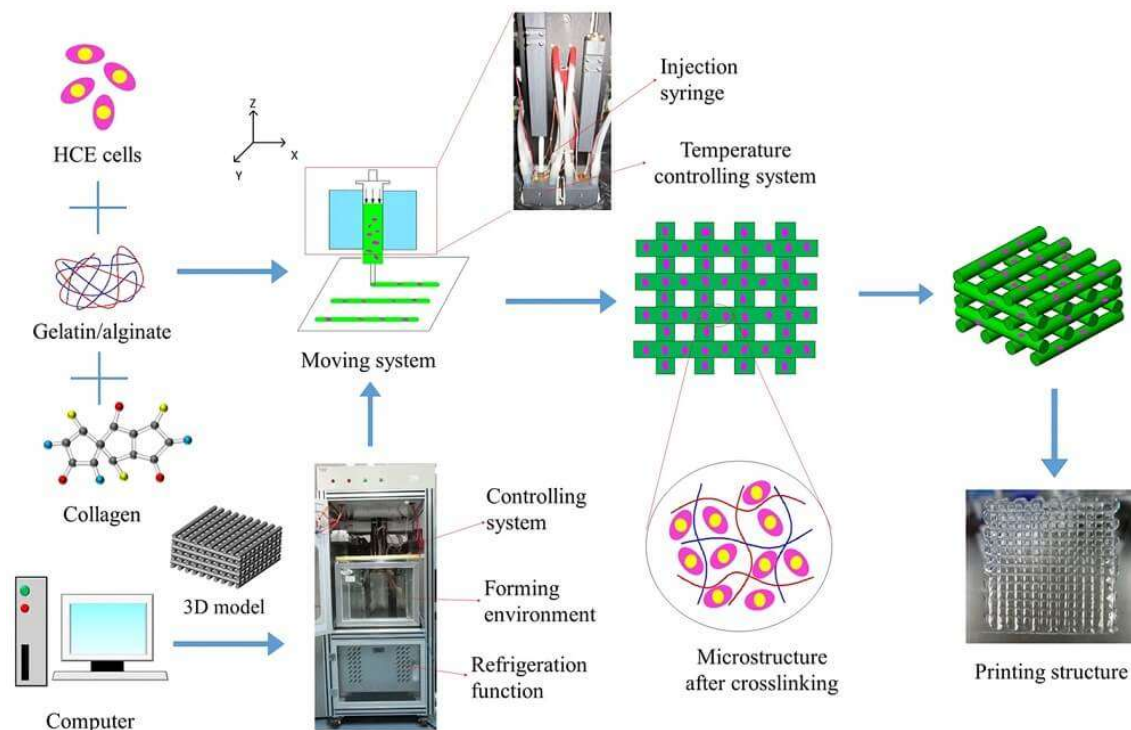 HCE cells
Gelatin/alginate
Collagen
Z
X
Y
Moving system
Injection
syringe
Temperature
controlling system
3D model
Computer
Controlling
system
Forming
environment
Refrigeration
function
Microstructure
after crosslinking
Printing structure